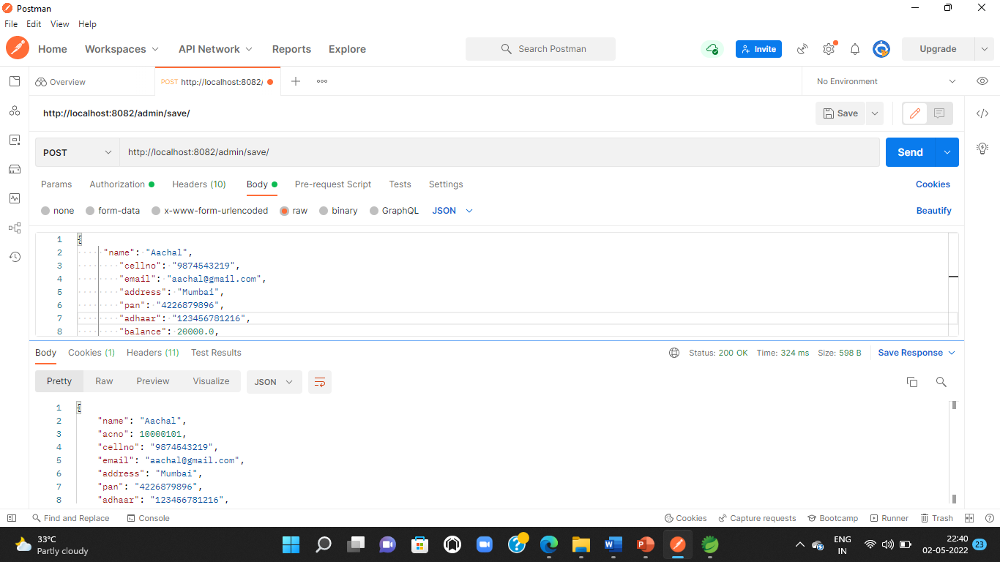 Postman
File Edit View Help
Home Workspaces API Network Reports Explore Search Postman Invite Upgrade
Overview POST http://localhost:8082/ No Environment
http://localhost:8082/admin/save/ Save
POST http://localhost:8082/admin/save/ Send
Params Authorization Headers (10) Body Pre-request Script Tests Settings Cookies
none form-data x-www-form-urlencoded raw binary GraphQL JSON Beautify
1 {
2 "name": "Aachal",
3 "cellno": "9874543219",
4 "email": "aachal@gmail.com",
5 "address": "Mumbai",
6 "pan": "4226879896",
7 "adhaar": "123456781216",
8 "balance": 20000.0,
Body Cookies (1) Headers (11) Test Results Status: 200 OK Time: 324 ms Size: 598 B Save Response
Pretty Raw Preview Visualize JSON
1 {
2 "name": "Aachal",
3 "acno": 10000101,
4 "cellno": "9874543219",
5 "email": "aachal@gmail.com",
6 "address": "Mumbai",
7 "pan": "4226879896",
8 "adhaar": "123456781216",
Find and Replace Console Cookies Capture requests Bootcamp Runner Trash
33°C
Partly cloudy
ENG
IN
22:40
02-05-2022
23